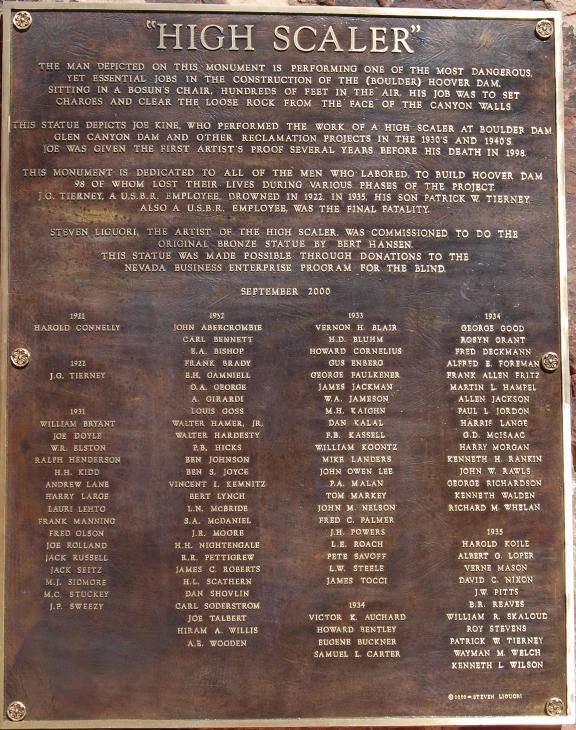 "HIGH SCALER"
THE MAN DEPICTED ON THIS MONUMENT IS PERFORMING ONE OF THE MOST DANGEROUS,
YET ESSENTIAL JOBS IN THE CONSTRUCTION OF THE (BOULDER) HOOVER DAM.
SITTING IN A BOSUN'S CHAIR, HUNDREDS OF FEET IN THE AIR, HIS JOB WAS TO SET
CHARGES AND CLEAR THE LOOSE ROCK FROM THE FACE OF THE CANYON WALLS.
THIS STATUE DEPICTS JOE KINE, WHO PERFORMED THE WORK OF A HIGH SCALER AT BOULDER DAM
GLEN CANYON DAM AND OTHER RECLAMATION PROJECTS IN THE 1930'S AND 1940'S.
JOE WAS GIVEN THE FIRST ARTIST'S PROOF SEVERAL YEARS BEFORE HIS DEATH IN 1998.
THIS MONUMENT IS DEDICATED TO ALL OF THE MEN WHO LABORED TO BUILD HOOVER DAM
98 OF WHOM LOST THEIR LIVES DURING VARIOUS PHASES OF THE PROJECT.
J.G. TIERNEY, A U.S.B.R. EMPLOYEE, DROWNED IN 1922. IN 1935, HIS SON PATRICK W. TIERNEY
ALSO A U.S.B.R. EMPLOYEE, WAS THE FINAL FATALITY.
STEVEN LIGUORI, THE ARTIST OF THE HIGH SCALER, WAS COMMISSIONED TO DO THE
ORIGINAL BRONZE STATUE BY BERT HANSEN.
THIS STATUE WAS MADE POSSIBLE THROUGH DONATIONS TO THE
NEVADA BUSINESS ENTERPRISE PROGRAM FOR THE BLIND.
SEPTEMBER 2000
1921
HAROLD CONNELLY
1922
J.G. TIERNEY
1931
WILLIAM BRYANT
JOE DOYLE
W.R. ELSTON
RALPH HENDERSON
H.H. KIDD
ANDREW LANE
HARRY LARGE
LAURI LEHTO
FRANK MANNING
FRED OLSON
JOE ROLLAND
JACK RUSSELL
JACK SEITZ
M.J. SIDMORE
M.C. STUCKEY
J.P. SWEEZY
1932
JOHN ABERCROMBIE
CARL BENNETT
E.A. BISHOP
FRANK BRADY
B.H. GAMNIELL
O.A. GEORGE
A. GIRARDI
LOUIS GOSS
WALTER HAMER, JR.
WALTER HARDESTY
P.B. HICKS
BEN JOHNSON
BEN S. JOYCE
VINCENT I. KEMNITZ
BERT LYNCH
L.N. MCBRIDE
S.A. MCDANIEL
J.R. MOORE
H.H. NIGHTENGALE
R.R. PETTIGREW
JAMES C. ROBERTS
H.L. SCATHERN
DAN SHOVLIN
CARL SODERSTROM
JOE TALBERT
HIRAM A. WILLIS
A.E. WOODEN
1933
VERNON H. BLAIR
H.D. BLUHM
HOWARD CORNELIUS
GUS ENBERG
GEORGE FAULKENER
JAMES JACKMAN
W.A. JAMESON
M.H. KAIGHN
DAN KALAL
F.B. KASSELL
WILLIAM KOONTZ
MIKE LANDERS
JOHN OWEN LEE
P.A. MALAN
TOM MARKEY
JOHN M. NELSON
FRED C. PALMER
J.H. POWERS
L.E. ROACH
PETE SAVOFF
L.W. STEELE
JAMES TOCCI
1934
VICTOR K. AUCHARD
HOWARD BENTLEY
EUGENE BUCKNER
SAMUEL L. CARTER
1934
GEORGE GOOD
ROSYN GRANT
FRED DECKMANN
ALFRED E. FOREMAN
FRANK ALLEN FRITZ
MARTIN L. HAMPEL
ALLEN JACKSON
PAUL L. JORDON
HARRIS LANGE
G.D. MCISAAC
HARRY MORGAN
KENNETH H. RANKIN
JOHN W. RAWLS
GEORGE RICHARDSON
KENNETH WALDEN
RICHARD M. WHELAN
1935
HAROLD KOILE
ALBERT G. LOPER
VERNE MASON
DAVID C. NIXON
J.W. PITTS
B.R. REAVES
WILLIAM R. SKALOUD
ROY STEVENS
PATRICK W. TIERNEY
WAYMAN M. WELCH
KENNETH L. WILSON
©2000-STEVEN LIGUORI